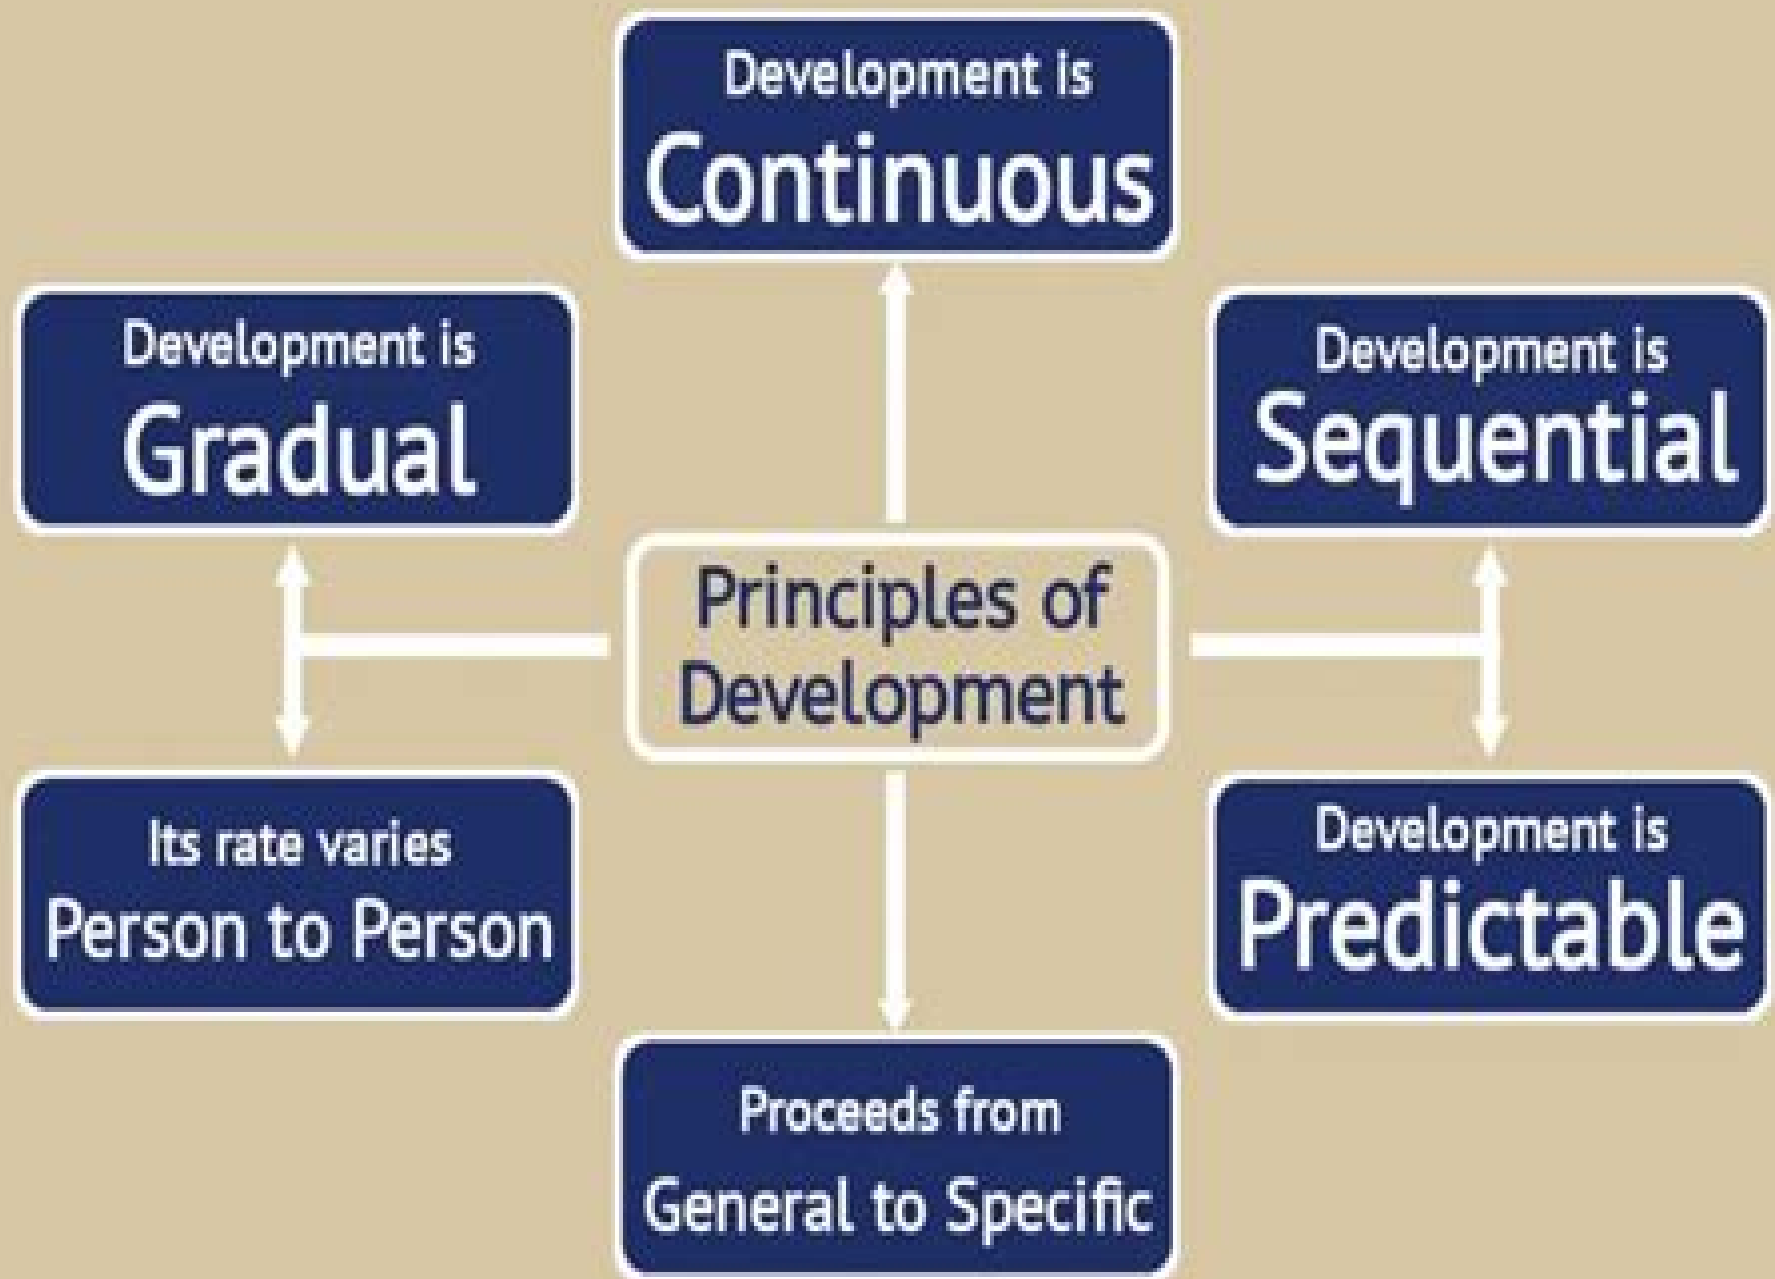 Development is
Continuous
Development is
Gradual
Development is
Sequential
Principles of
Development
Its rate varies
Person to Person
Development is
Predictable
Proceeds from
General to Specific